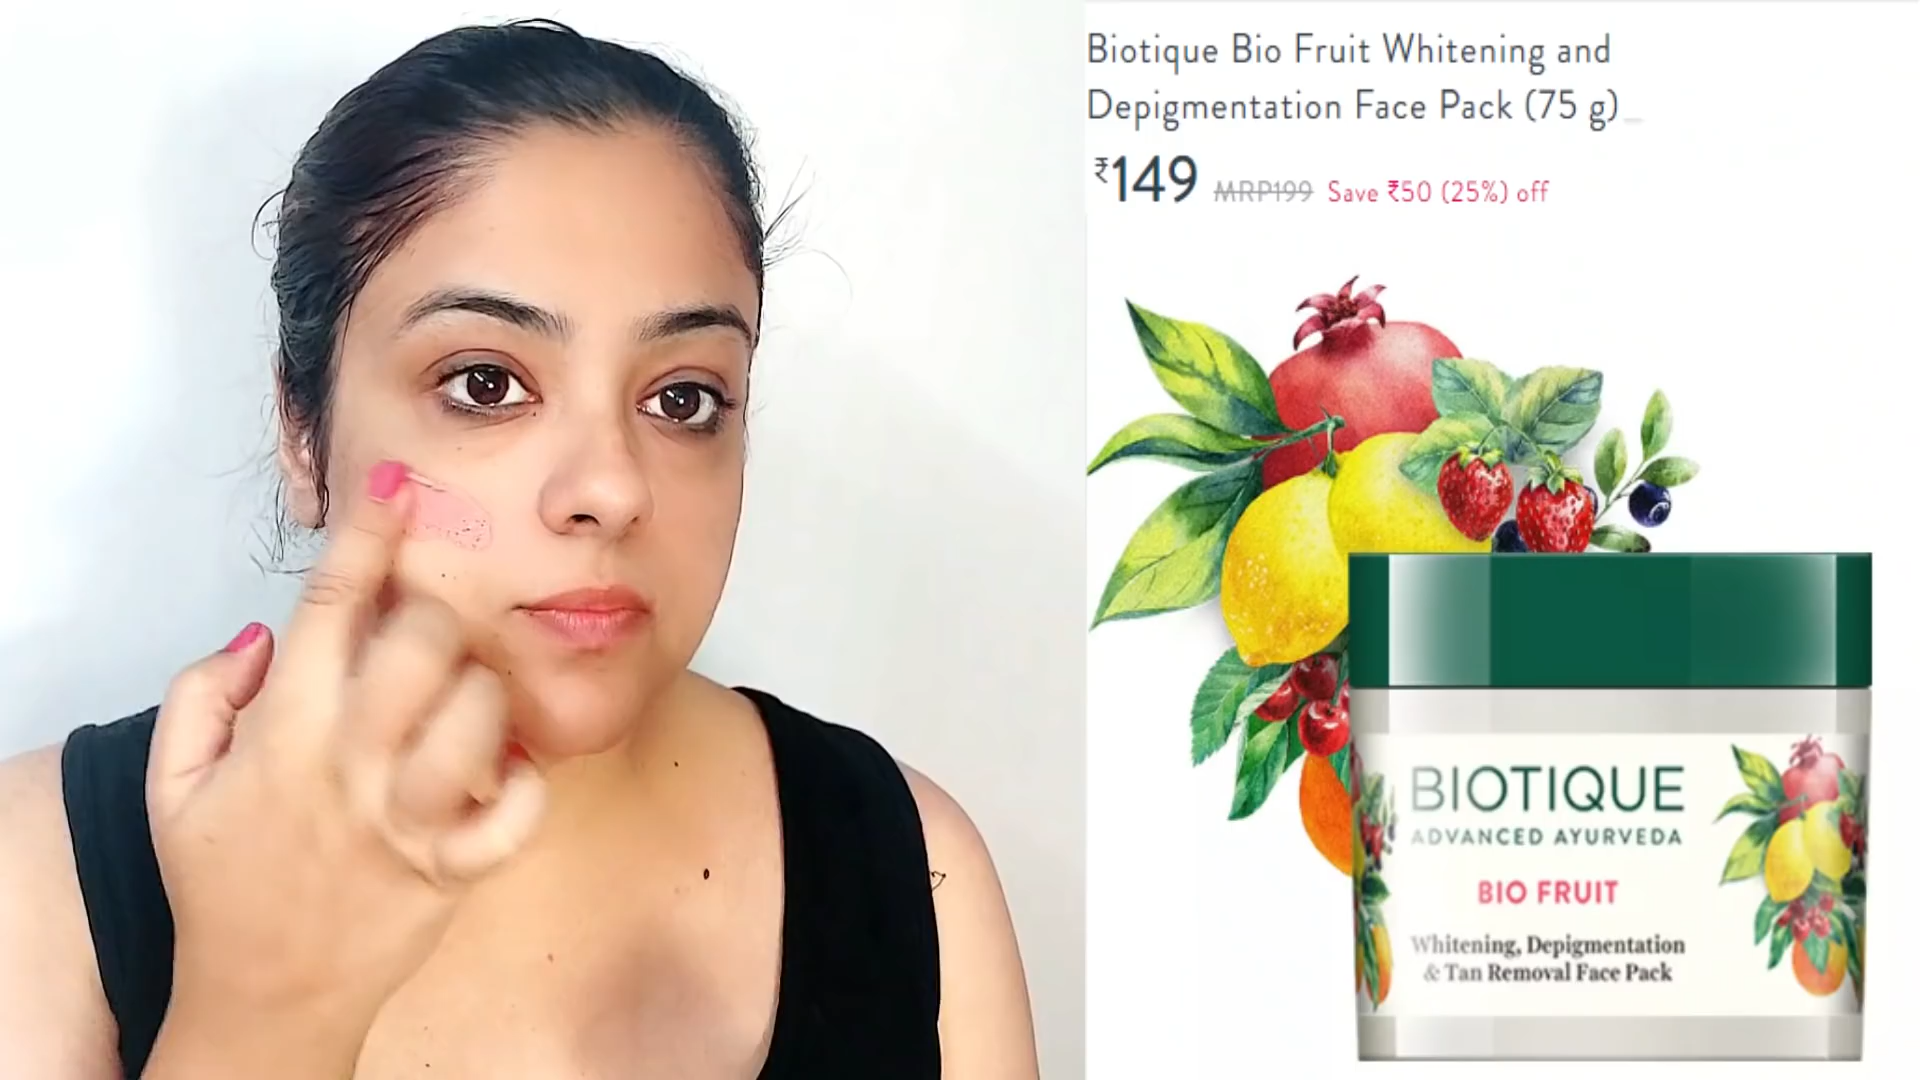 Biotique Bio Fruit Whitening and
Depigmentation Face Pack (75 g)
₹149 MRP199 Save ₹50 (25%) off
BIOTIQUE
ADVANCED AYURVEDA
BIO FRUIT
Whitening, Depigmentation
& Tan Removal Face Pack